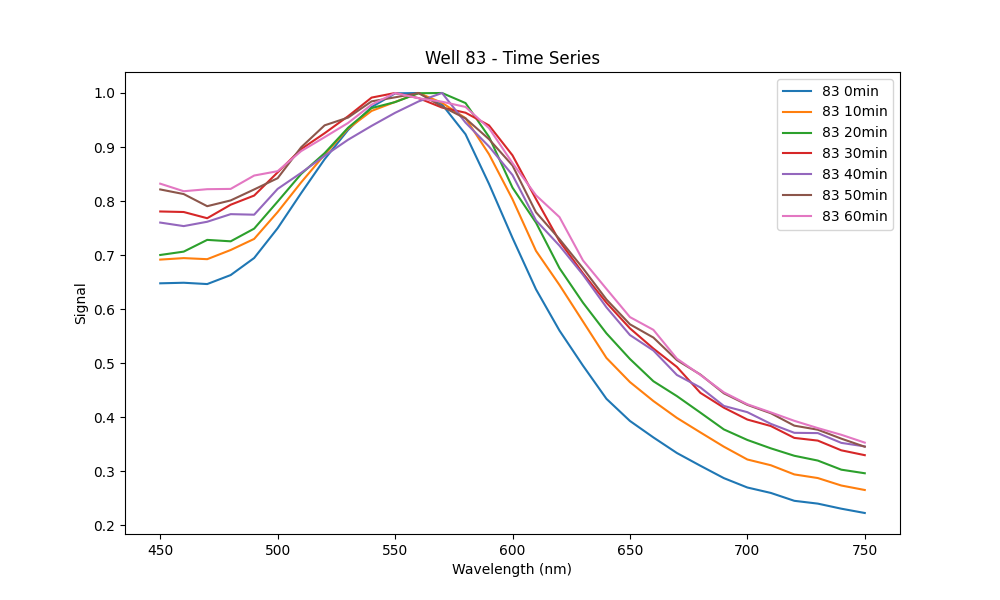 Well 83 - Time Series
Signal
1.0
0.9
0.8
0.7
0.6
0.5
0.4
0.3
0.2
83 0min
83 10min
83 20min
83 30min
83 40min
83 50min
83 60min
450 500 550 600 650 700 750
Wavelength (nm)